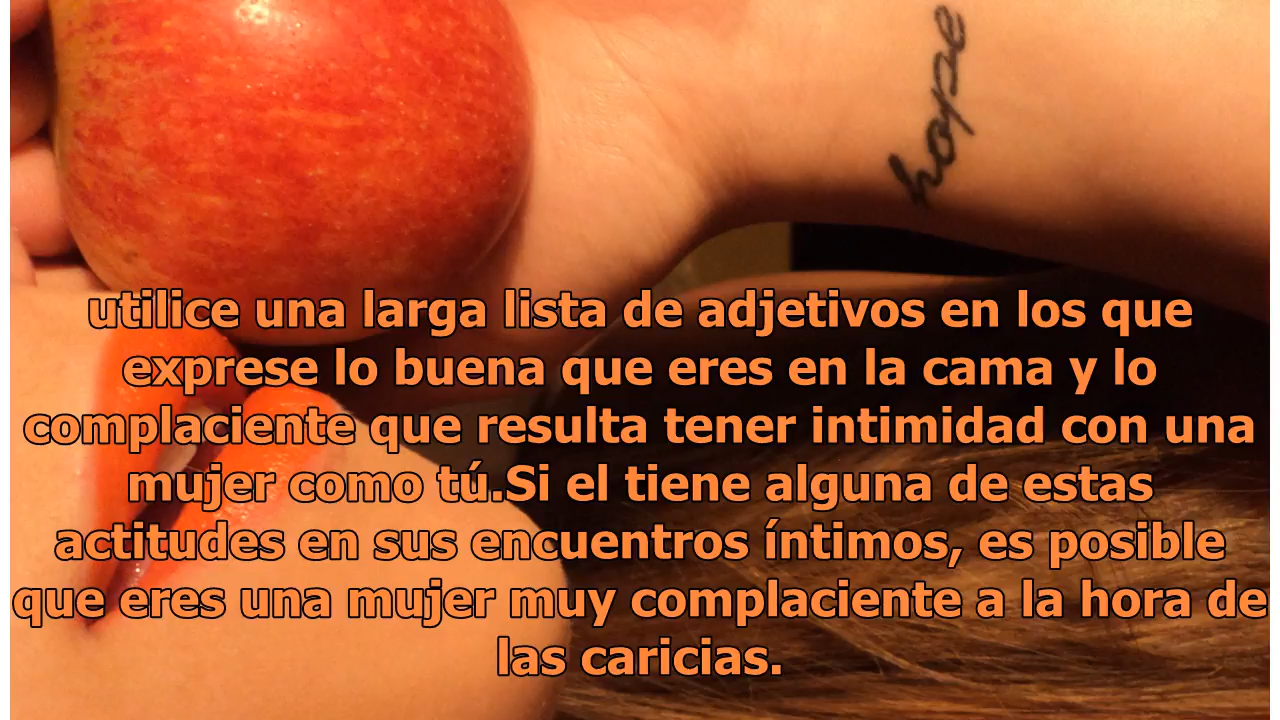 hope
utilice una larga lista de adjetivos en los que
exprese lo buena que eres en la cama y lo
complaciente que resulta tener intimidad con una
mujer como tú.Si el tiene alguna de estas
actitudes en sus encuentros íntimos, es posible
que eres una mujer muy complaciente a la hora de
las caricias.